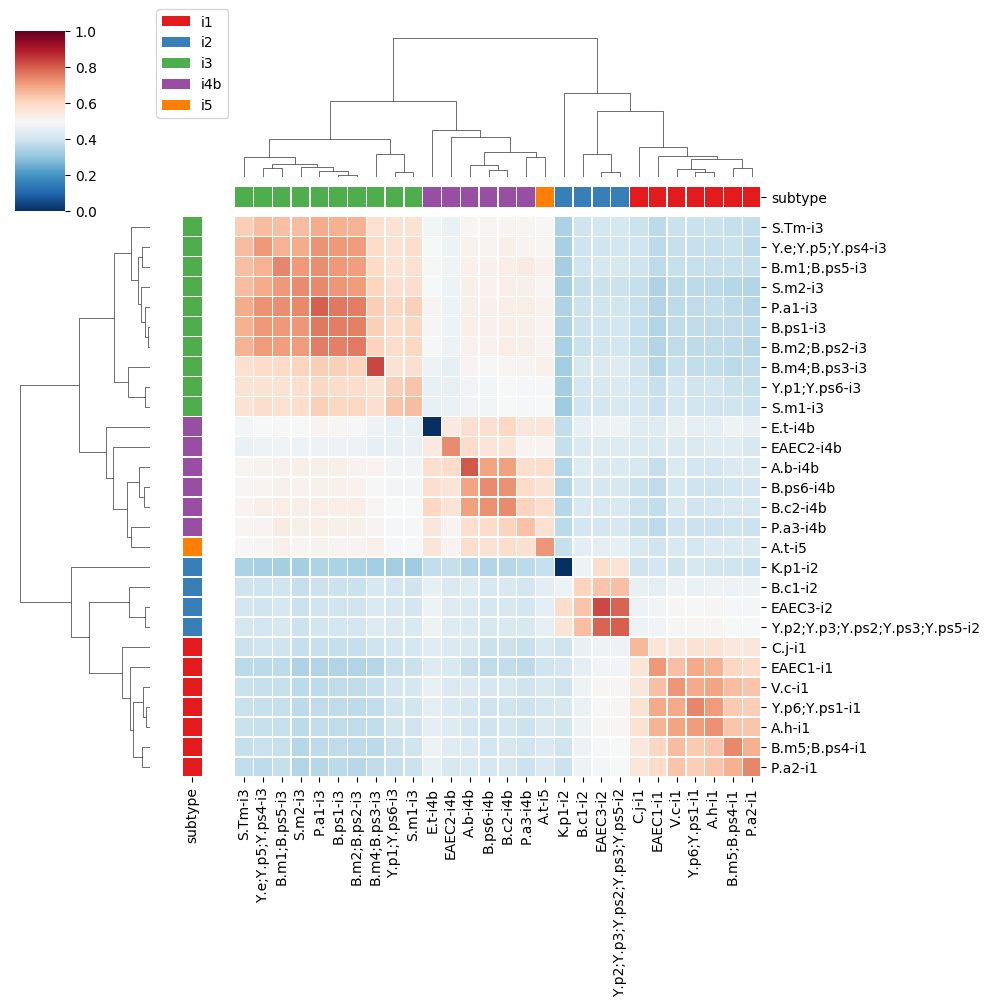 1.0
0.8
0.6
0.4
0.2
0.0
i1
i2
i3
i4b
i5
subtype
S.Tm-i3
Y.e;Y.p5;Y.ps4-i3
B.m1;B.ps5-i3
S.m2-i3
P.a1-i3
B.ps1-i3
B.m2;B.ps2-i3
B.m4;B.ps3-i3
Y.p1;Y.ps6-i3
S.m1-i3
E.t-i4b
EAEC2-i4b
A.b-i4b
B.ps6-i4b
B.c2-i4b
P.a3-i4b
A.t-i5
K.p1-i2
B.c1-i2
EAEC3-i2
Y.p2;Y.p3;Y.ps2;Y.ps3;Y.ps5-i2
C.j-i1
EAEC1-i1
V.c-i1
Y.p6;Y.ps1-i1
A.h-i1
B.m5;B.ps4-i1
P.a2-i1
subtype
S.Tm-i3
Y.e;Y.p5;Y.ps4-i3
B.m1;B.ps5-i3
S.m2-i3
P.a1-i3
B.ps1-i3
B.m2;B.ps2-i3
B.m4;B.ps3-i3
Y.p1;Y.ps6-i3
S.m1-i3
E.t-i4b
EAEC2-i4b
A.b-i4b
B.ps6-i4b
B.c2-i4b
P.a3-i4b
A.t-i5
K.p1-i2
B.c1-i2
EAEC3-i2
Y.p2;Y.p3;Y.ps2;Y.ps3;Y.ps5-i2
C.j-i1
EAEC1-i1
V.c-i1
Y.p6;Y.ps1-i1
A.h-i1
B.m5;B.ps4-i1
P.a2-i1